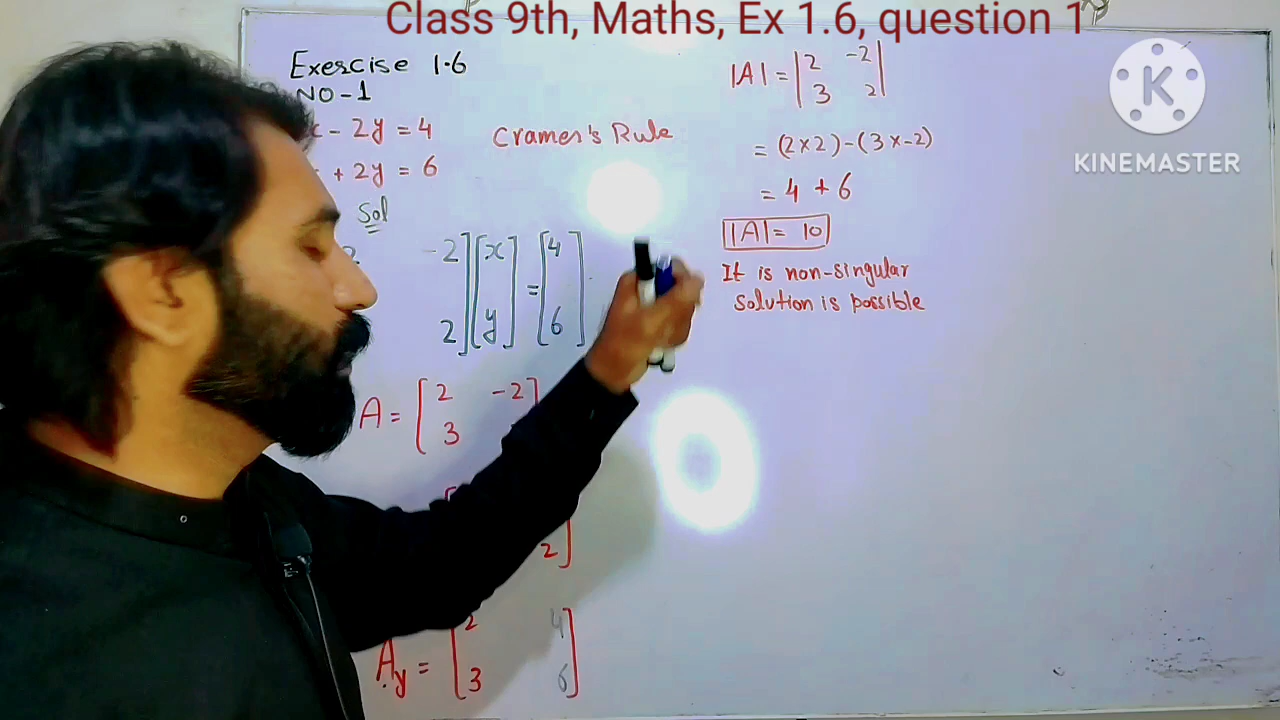 Class 9th, Maths, Ex 1.6, question 1
Exercise 1.6
NO-1
- 2y = 4
+ 2y = 6
Cramer's Rule
Sol
-2 x = 4
2 y 6
A = [ 2 -2 ]
3
2
2 4
Ay =
3 6
|A| = | 2 -2 |
3 2
= (2×2)-(3×-2)
= 4 + 6
|A| = 10
It is non-singular
solution is possible
K
KINEMASTER